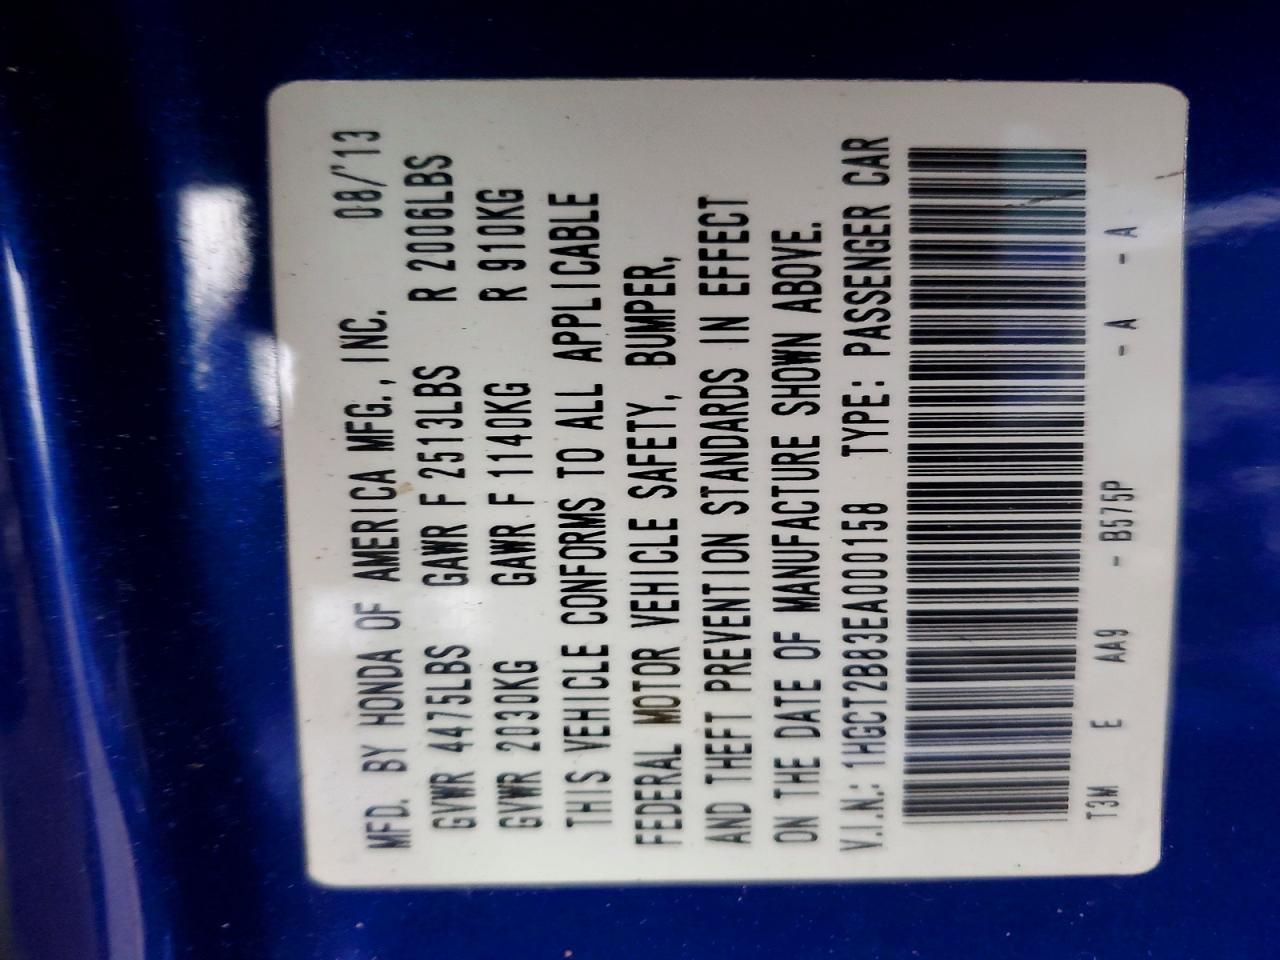 MFD. BY HONDA OF AMERICA MFG., INC. 08/'13
GVWR 4475LBS GAWR F 2513LBS R 2006LBS
GVWR 2030KG GAWR F 1140KG R 910KG
THIS VEHICLE CONFORMS TO ALL APPLICABLE
FEDERAL MOTOR VEHICLE SAFETY, BUMPER,
AND THEFT PREVENTION STANDARDS IN EFFECT
ON THE DATE OF MANUFACTURE SHOWN ABOVE.
V.I.N.: 1HGCT2B83EA000158 TYPE: PASSENGER CAR
T3M E AA9 - B575P - A - A